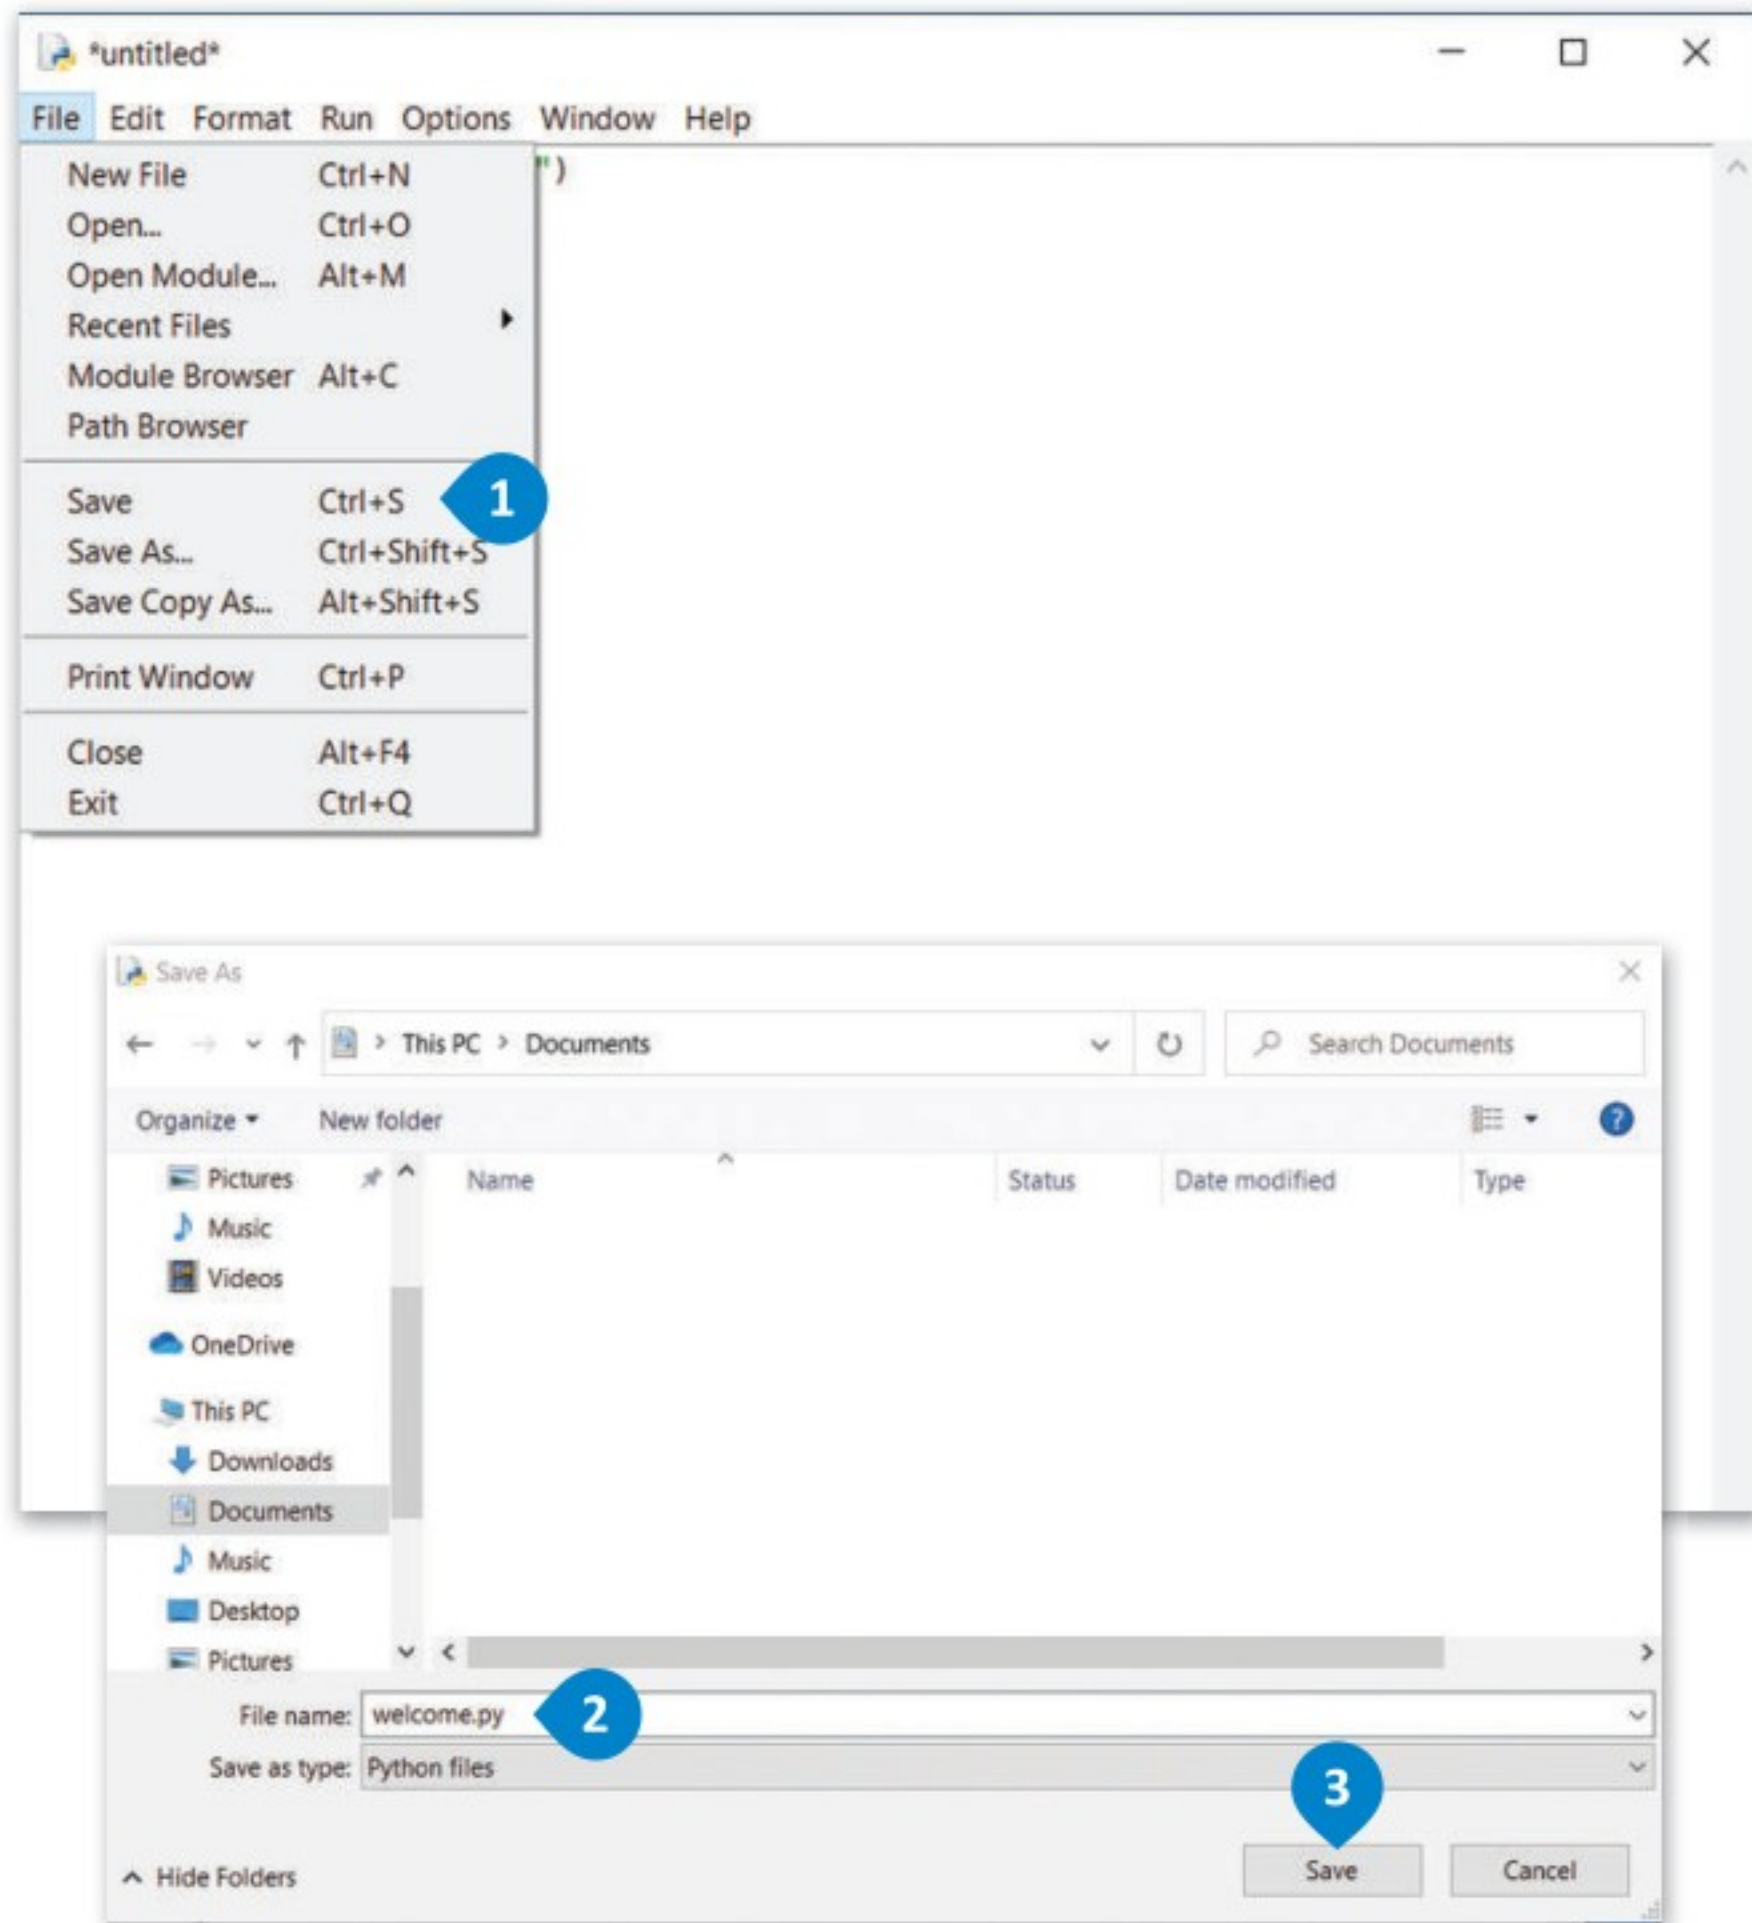 *untitled*
File Edit Format Run Options Window Help
")
New File Ctrl+N
Open... Ctrl+O
Open Module... Alt+M
Recent Files
Module Browser Alt+C
Path Browser
Save Ctrl+S
1
Save As... Ctrl+Shift+S
Save Copy As... Alt+Shift+S
Print Window Ctrl+P
Close Alt+F4
Exit Ctrl+Q
Save As
This PC > Documents
Search Documents
Organize New folder
?
Name Status Date modified Type
Pictures
Music
Videos
OneDrive
This PC
Downloads
Documents
Music
Desktop
Pictures
File name: welcome.py
2
Save as type: Python files
3
Hide Folders
Save Cancel